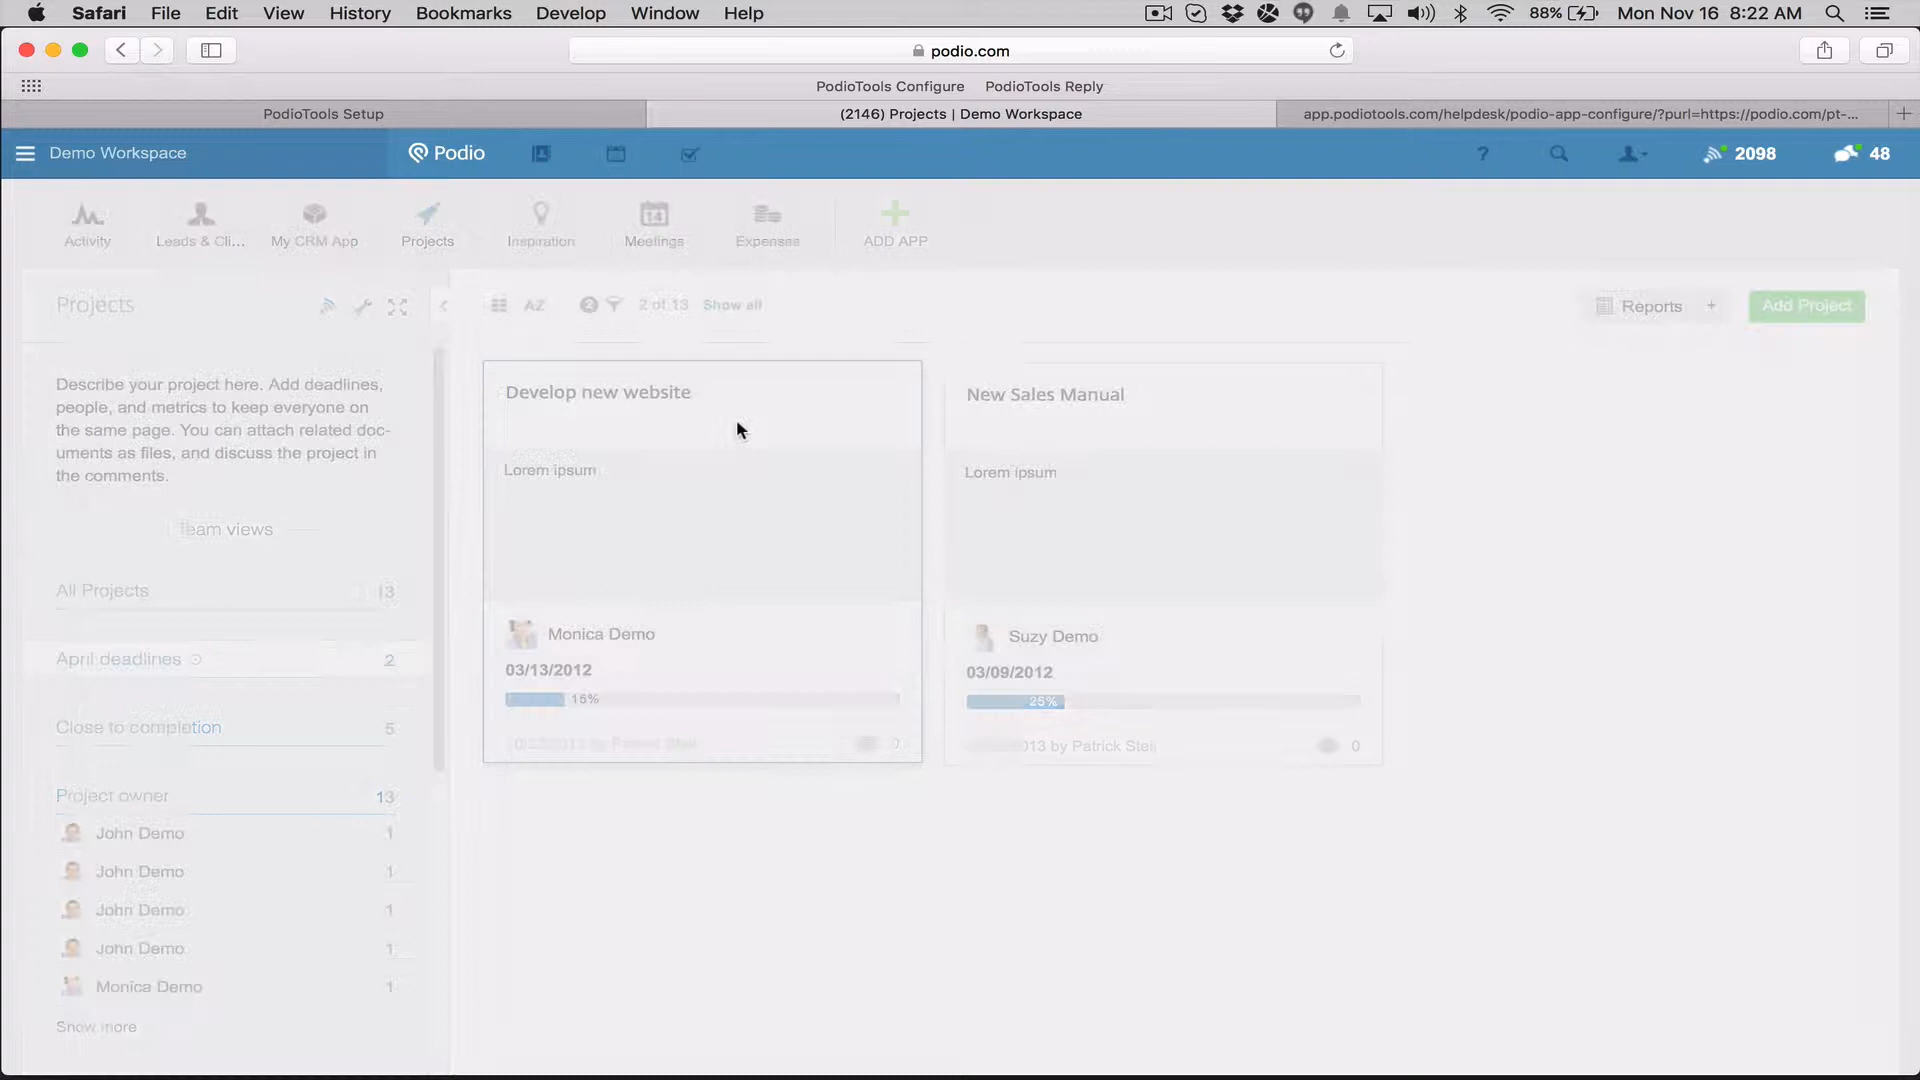 Safari File Edit View History Bookmarks Develop Window Help 88% Mon Nov 16 8:22 AM
podio.com
PodioTools Configure PodioTools Reply
PodioTools Setup (2146) Projects | Demo Workspace app.podiotools.com/helpdesk/podio-app-configure/?purl=https://podio.com/pt-...
Demo Workspace Podio ? 2098 48
14
Activity Leads & Cli... My CRM App Projects Inspiration Meetings Expenses ADD APP
Projects AZ 2 2 of 13 Show all Reports + Add Project
Describe your project here. Add deadlines,
people, and metrics to keep everyone on
the same page. You can attach related doc-
uments as files, and discuss the project in
the comments.
Team views
All Projects 13
April deadlines 2
Close to completion 5
Project owner 13
John Demo 1
John Demo 1
John Demo 1
John Demo 1
Monica Demo 1
Show more
Develop new website
Lorem ipsum
Monica Demo
03/13/2012
15%
by Patrick Stei 0
New Sales Manual
Lorem ipsum
Suzy Demo
03/09/2012
25%
013 by Patrick Stei 0